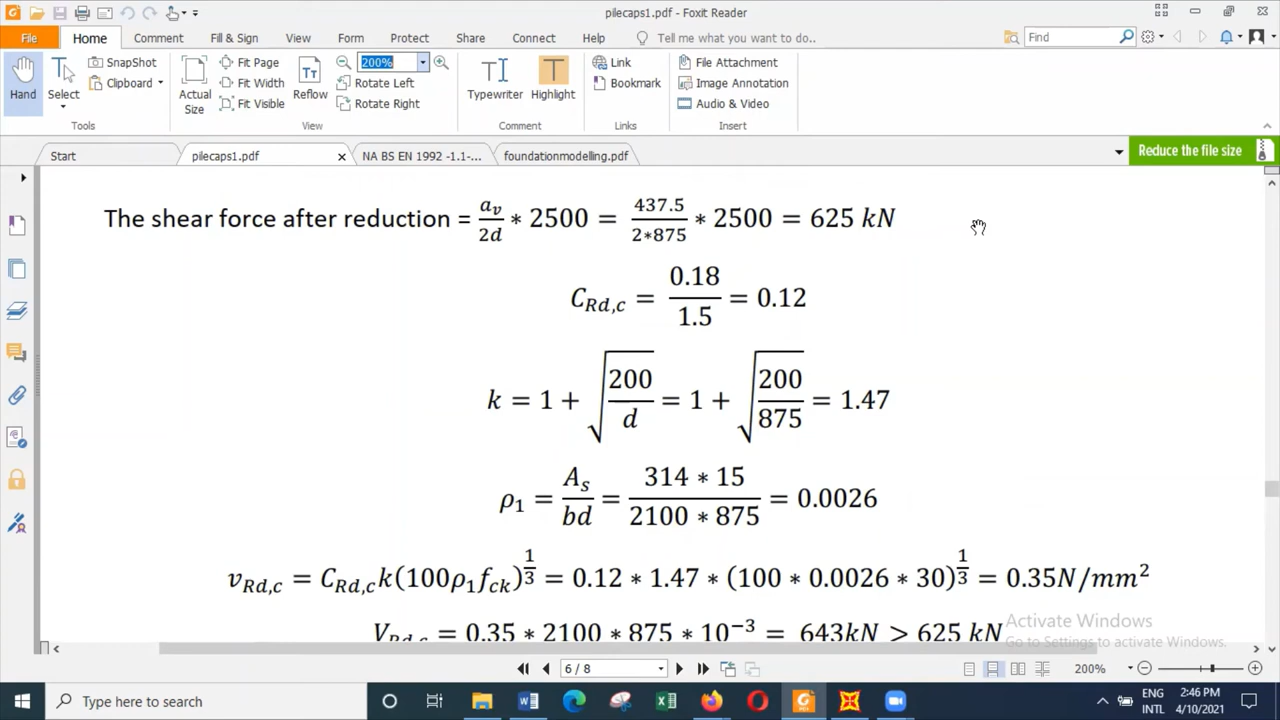 pilecaps1.pdf - Foxit Reader
File Home Comment Fill & Sign View Form Protect Share Connect Help Tell me what you want to do.. Find
Hand Select SnapShot Clipboard Actual Size Fit Page Fit Width Fit Visible Reflow 200% Rotate Left Rotate Right Typewriter Highlight Link Bookmark File Attachment Image Annotation Audio & Video
Tools View Comment Links Insert
Start pilecaps1.pdf NA BS EN 1992 -1.1-... foundationmodelling.pdf Reduce the file size
The shear force after reduction = a_v/2d * 2500 = 437.5/2*875 * 2500 = 625 kN
C_Rd,c = 0.18/1.5 = 0.12
k = 1 + √(200/d) = 1 + √(200/875) = 1.47
ρ₁ = A_s/bd = 314 * 15/2100 * 875 = 0.0026
v_Rd,c = C_Rd,c k(100ρ₁f_ck)^1/3 = 0.12 * 1.47 * (100 * 0.0026 * 30)^1/3 = 0.35N/mm²
V_Rd,c = 0.35 * 2100 * 875 * 10⁻³ = 643kN > 625 kN
Activate Windows
Go to Settings to activate Windows.
6 / 8 200%
Type here to search
ENG INTL 2:46 PM 4/10/2021